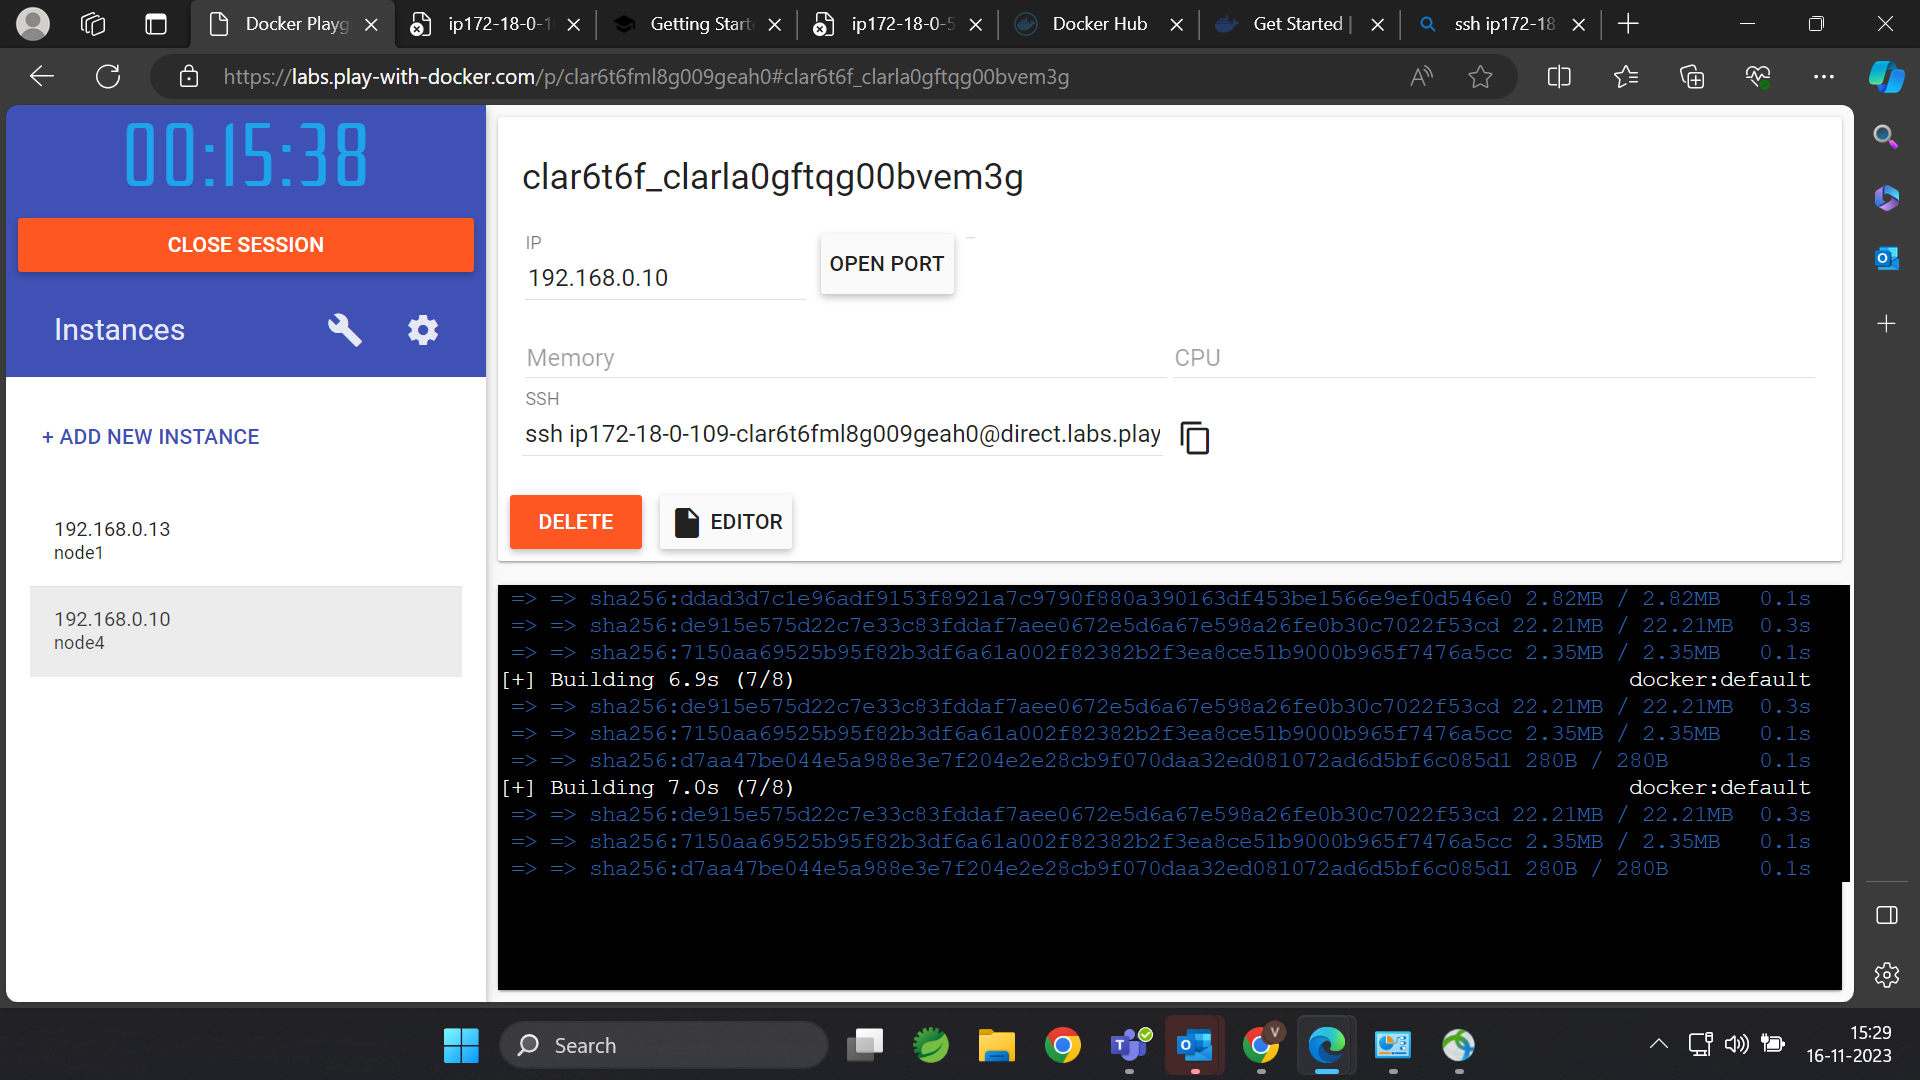 Docker Playg
ip172-18-0-1
Getting Start
ip172-18-0-5
Docker Hub
Get Started |
ssh ip172-18
https://labs.play-with-docker.com/p/clar6t6fml8g009geah0#clar6t6f_clarla0gftqg00bvem3g
00:15:38
CLOSE SESSION
Instances
+ ADD NEW INSTANCE
192.168.0.13
node1
192.168.0.10
node4
clar6t6f_clarla0gftqg00bvem3g
IP
192.168.0.10
OPEN PORT
Memory
CPU
SSH
ssh ip172-18-0-109-clar6t6fml8g009geah0@direct.labs.play
DELETE
EDITOR
=> => sha256:ddad3d7c1e96adf9153f8921a7c9790f880a390163df453be1566e9ef0d546e0 2.82MB / 2.82MB 0.1s
=> => sha256:de915e575d22c7e33c83fddaf7aee0672e5d6a67e598a26fe0b30c7022f53cd 22.21MB / 22.21MB 0.3s
=> => sha256:7150aa69525b95f82b3df6a61a002f82382b2f3ea8ce51b9000b965f7476a5cc 2.35MB / 2.35MB 0.1s
[+] Building 6.9s (7/8) docker:default
=> => sha256:de915e575d22c7e33c83fddaf7aee0672e5d6a67e598a26fe0b30c7022f53cd 22.21MB / 22.21MB 0.3s
=> => sha256:7150aa69525b95f82b3df6a61a002f82382b2f3ea8ce51b9000b965f7476a5cc 2.35MB / 2.35MB 0.1s
=> => sha256:d7aa47be044e5a988e3e7f204e2e28cb9f070daa32ed081072ad6d5bf6c085d1 280B / 280B 0.1s
[+] Building 7.0s (7/8) docker:default
=> => sha256:de915e575d22c7e33c83fddaf7aee0672e5d6a67e598a26fe0b30c7022f53cd 22.21MB / 22.21MB 0.3s
=> => sha256:7150aa69525b95f82b3df6a61a002f82382b2f3ea8ce51b9000b965f7476a5cc 2.35MB / 2.35MB 0.1s
=> => sha256:d7aa47be044e5a988e3e7f204e2e28cb9f070daa32ed081072ad6d5bf6c085d1 280B / 280B 0.1s
Search
V
15:29
16-11-2023